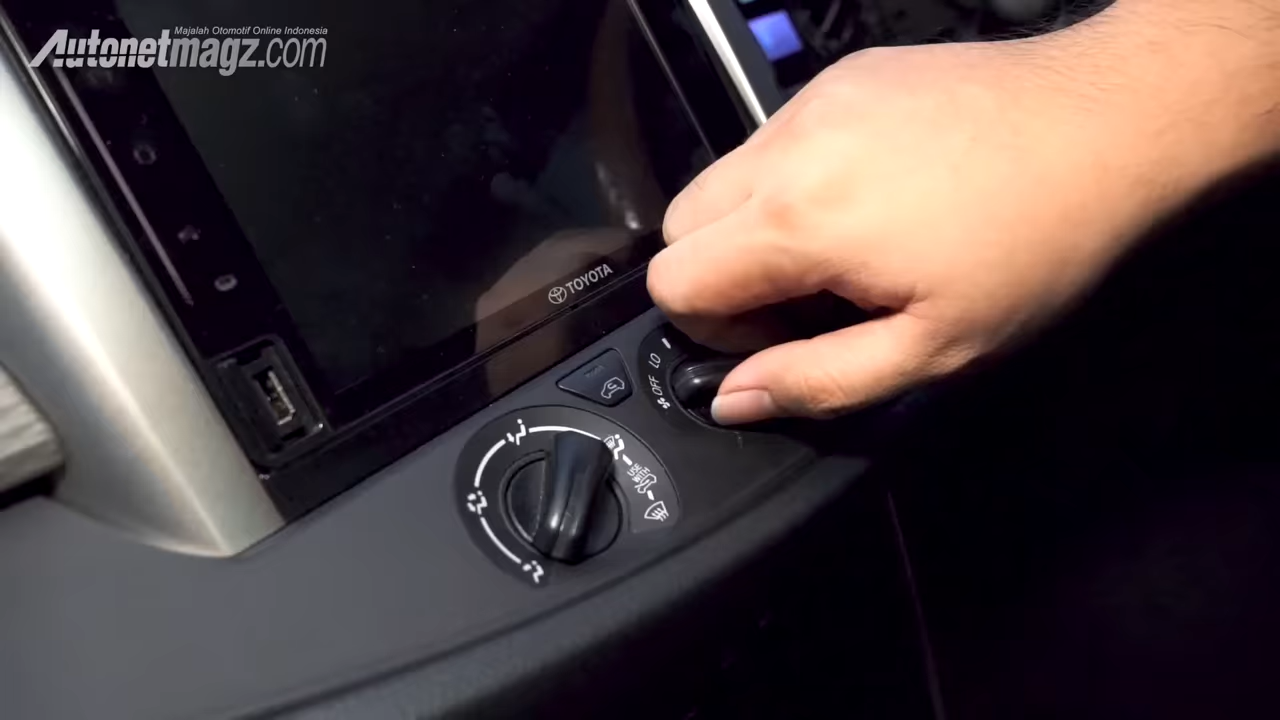 Majalah Otomotif Online Indonesia
Autonetmagz.com
TOYOTA
LO
OFF
USE
WITH